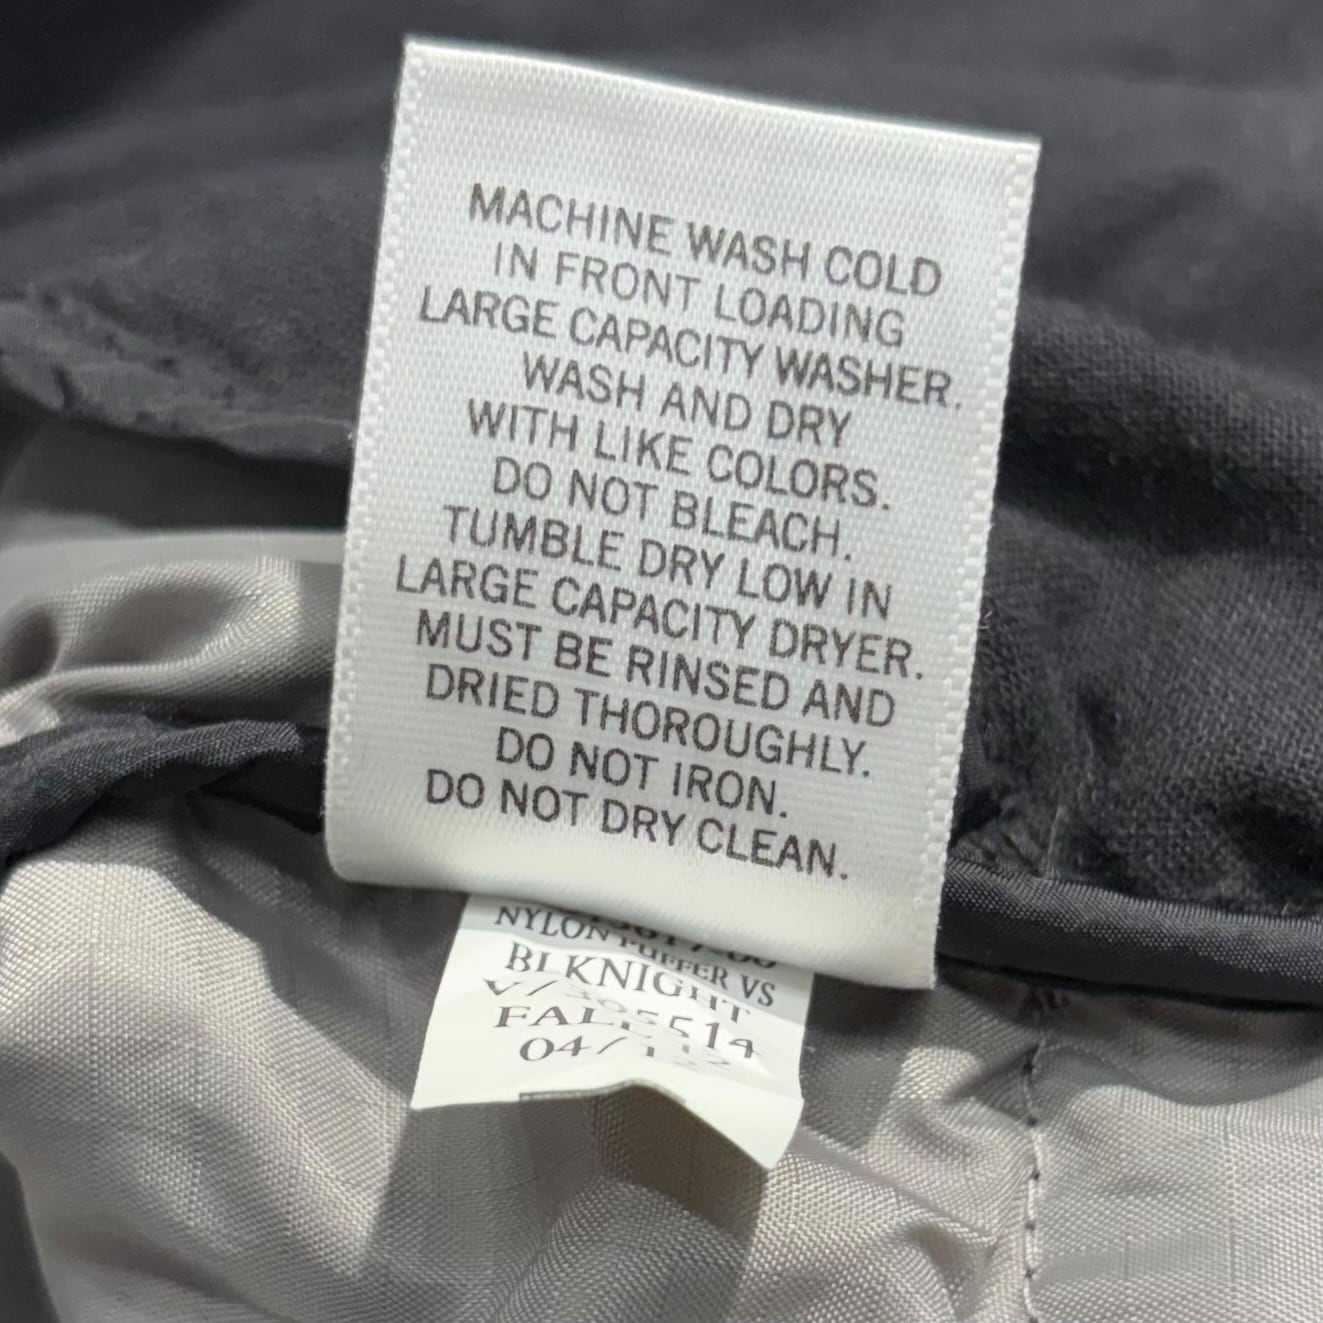 MACHINE WASH COLD
IN FRONT LOADING
LARGE CAPACITY WASHER.
WASH AND DRY
WITH LIKE COLORS.
DO NOT BLEACH.
TUMBLE DRY LOW IN
LARGE CAPACITY DRYER.
MUST BE RINSED AND
DRIED THOROUGHLY.
DO NOT IRON.
DO NOT DRY CLEAN.
NYLON PUFFER VS
BLKNIGHT